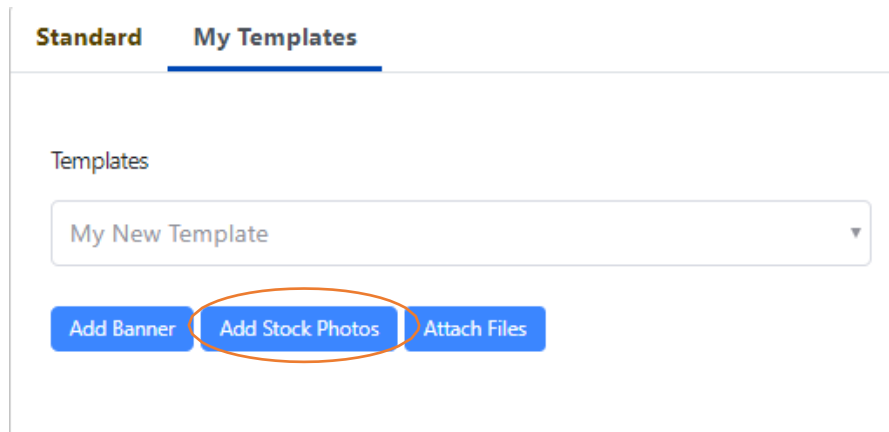 Standard My Templates
Templates
My New Template
Add Banner Add Stock Photos Attach Files